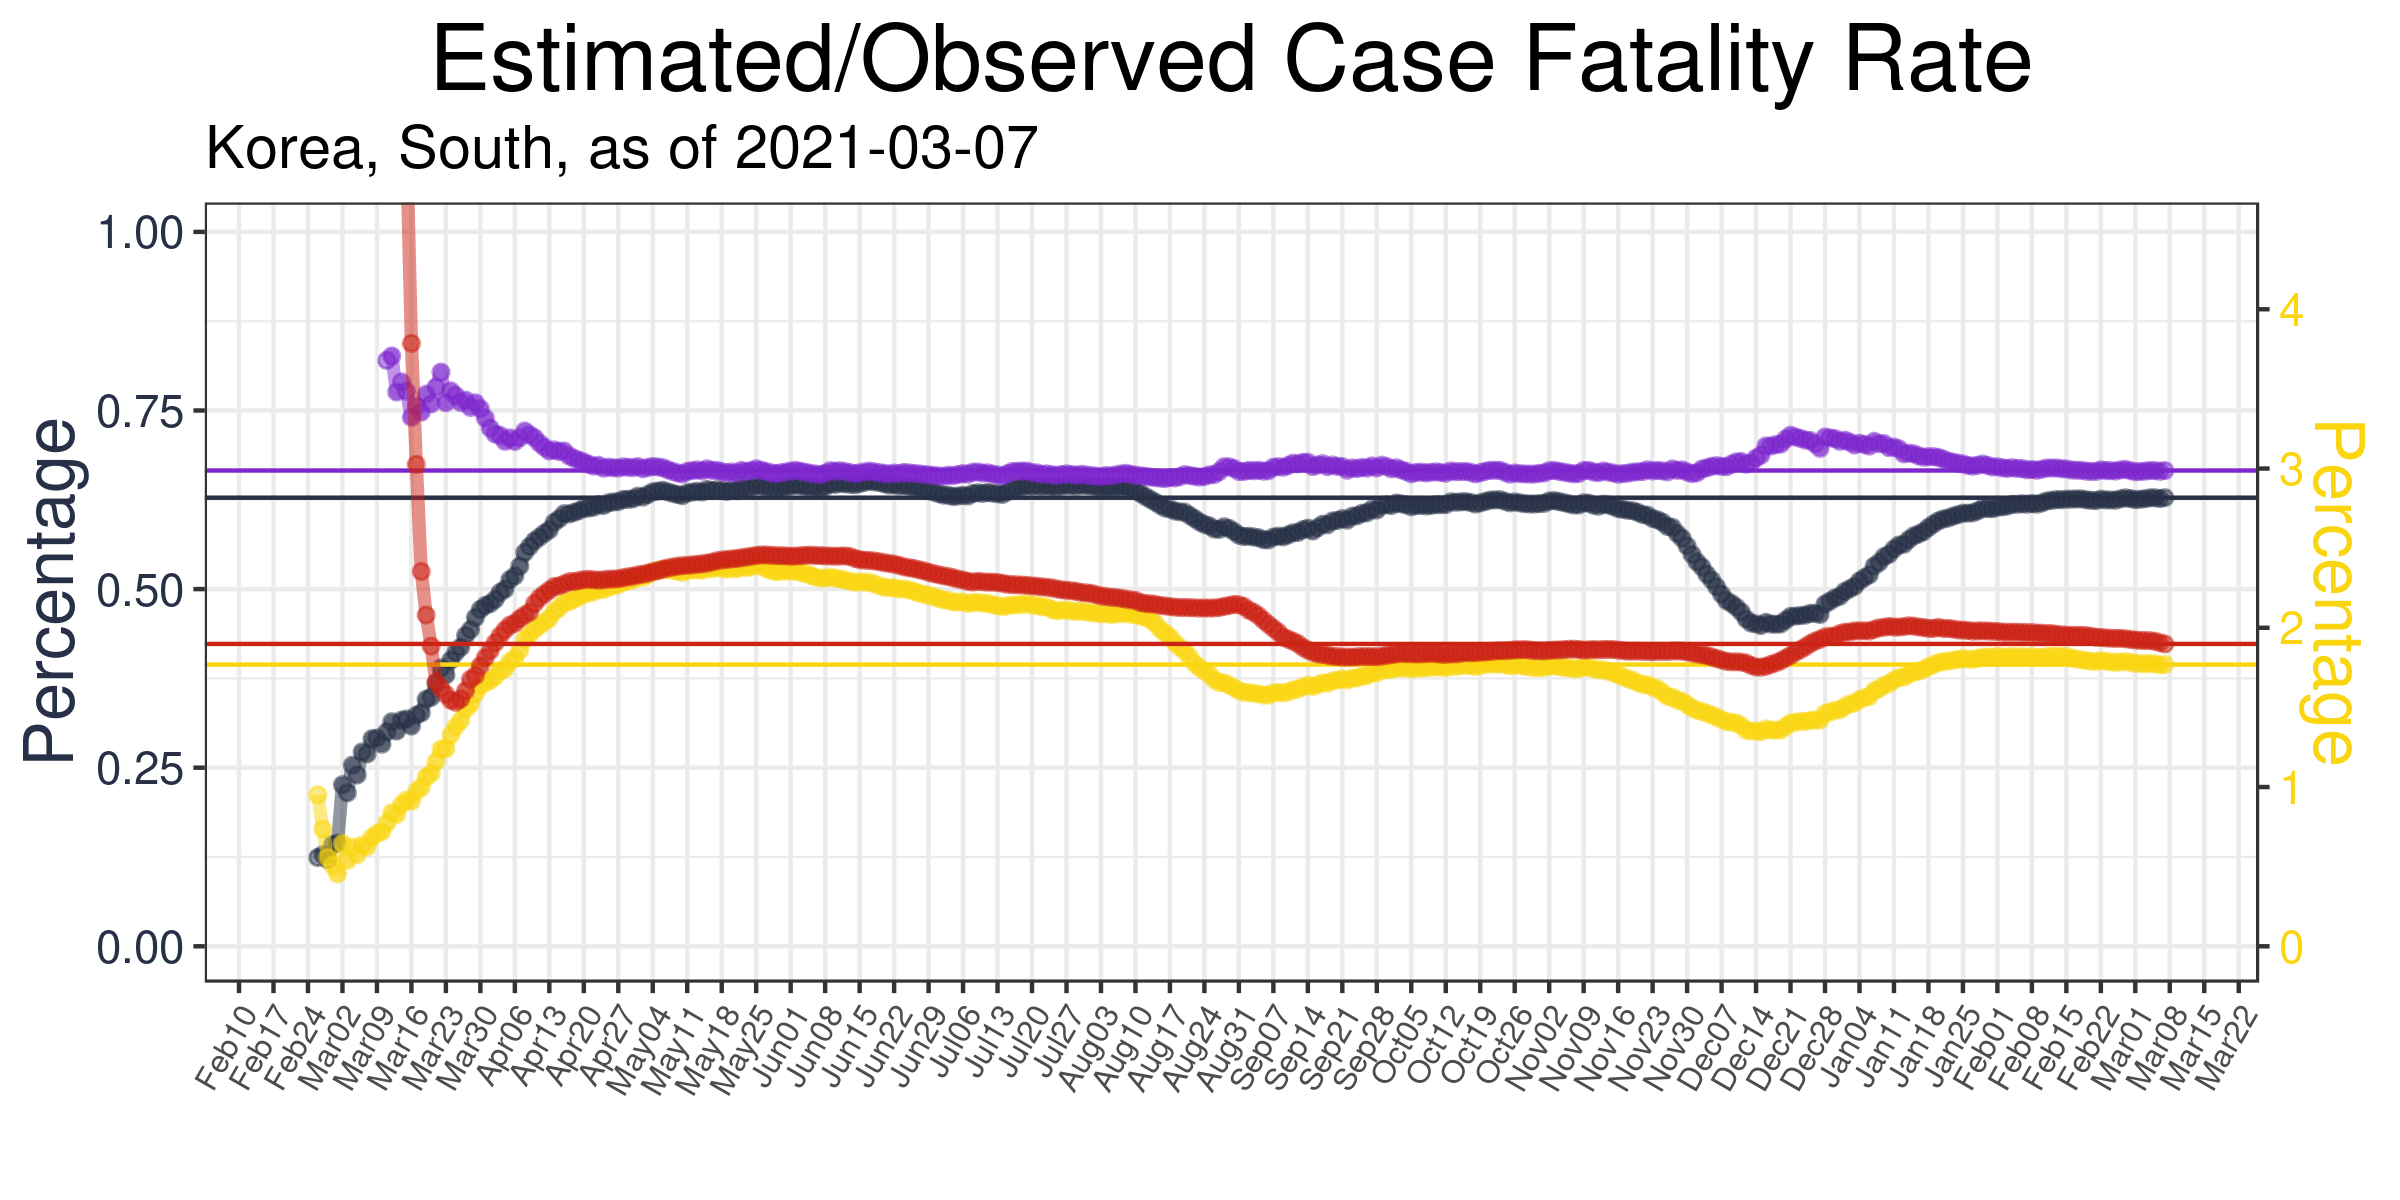 Estimated/Observed Case Fatality Rate
Korea, South, as of 2021-03-07
Percentage
1.00
0.75
0.50
0.25
0.00
4
3
2
1
0
Percentage
Feb10
Feb17
Feb24
Mar02
Mar09
Mar16
Mar23
Mar30
Apr06
Apr13
Apr20
Apr27
May04
May11
May18
May25
Jun01
Jun08
Jun15
Jun22
Jun29
Jul06
Jul13
Jul20
Jul27
Aug03
Aug10
Aug17
Aug24
Aug31
Sep07
Sep14
Sep21
Sep28
Oct05
Oct12
Oct19
Oct26
Nov02
Nov09
Nov16
Nov23
Nov30
Nov07
Dec14
Dec21
Dec28
Dec04
Jan11
Jan18
Jan25
Jan01
Feb08
Feb15
Feb22
Mar01
Mar08
Mar15
Mar22